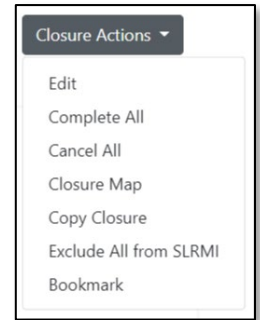 Closure Actions
Edit
Complete All
Cancel All
Closure Map
Copy Closure
Exclude All from SLRMI
Bookmark